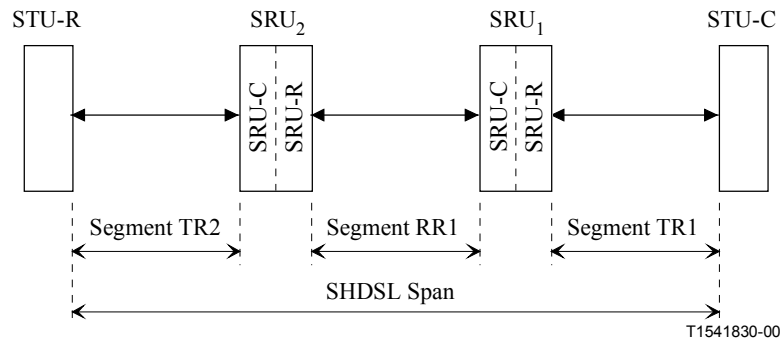 STU-R SRU2 SRU1 STU-C
SRU-C SRU-R SRU-C SRU-R
Segment TR2 Segment RR1 Segment TR1
SHDSL Span
T1541830-00